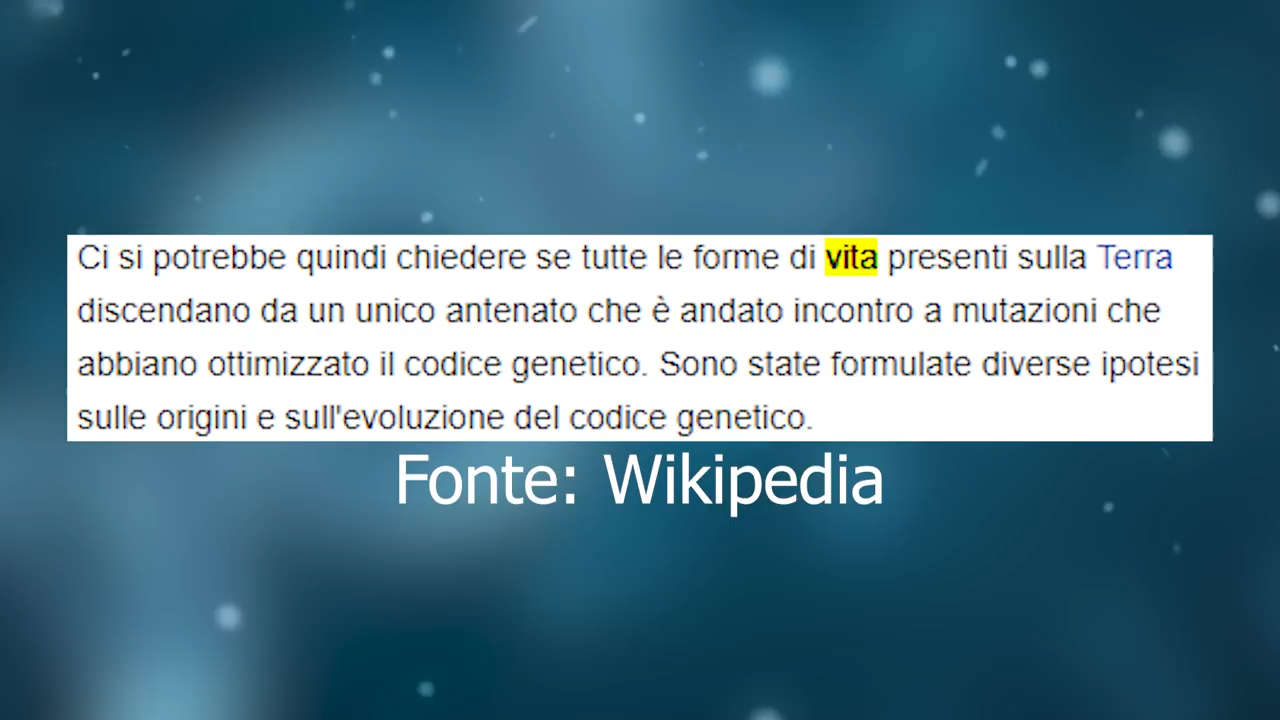 Ci si potrebbe quindi chiedere se tutte le forme di vita presenti sulla Terra
discendano da un unico antenato che è andato incontro a mutazioni che
abbiano ottimizzato il codice genetico. Sono state formulate diverse ipotesi
sulle origini e sull'evoluzione del codice genetico.
Fonte: Wikipedia